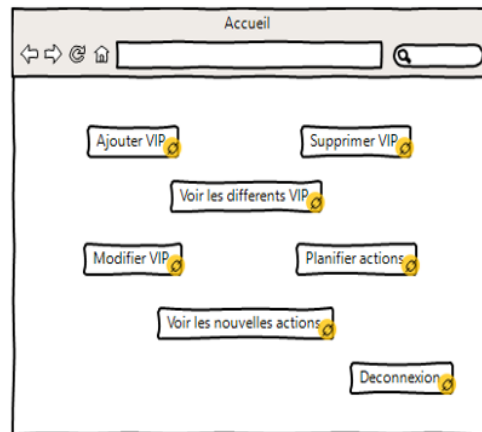 Accueil
Ajouter VIP
Supprimer VIP
Voir les differents VIP
Modifier VIP
Planifier actions
Voir les nouvelles actions
Deconnexion